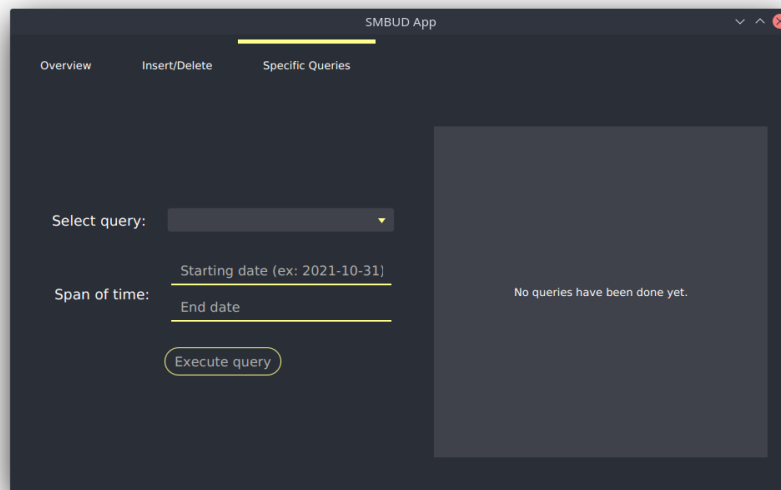 SMBUD App
Overview Insert/Delete Specific Queries
Select query:
Starting date (ex: 2021-10-31)
Span of time:
End date
Execute query
No queries have been done yet.